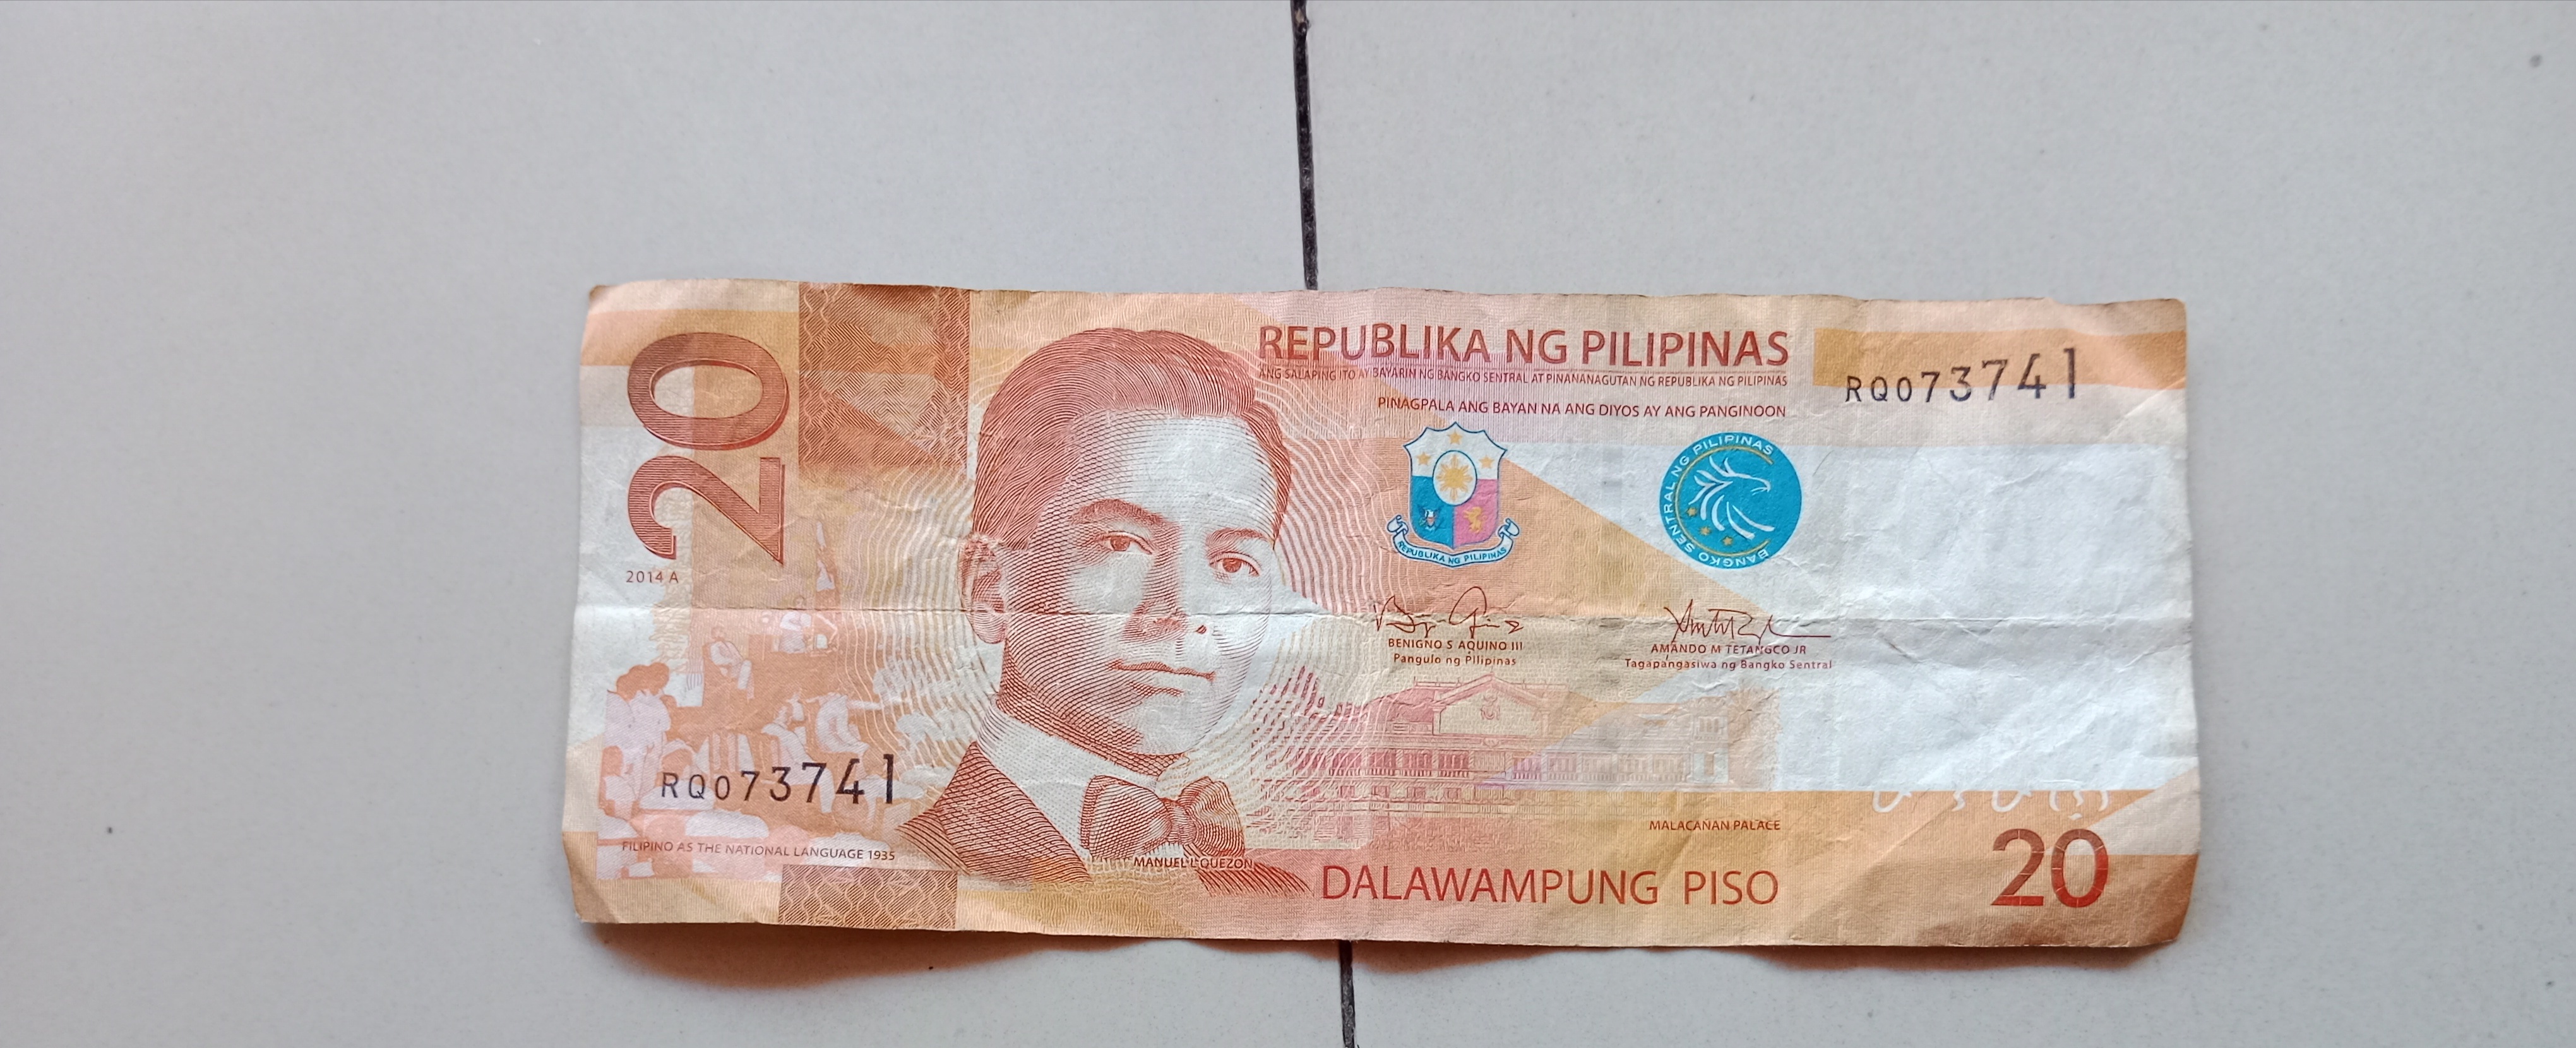 20
2014 A
REPUBLIKA NG PILIPINAS
ANG SALAPING ITO AY BAYARIN NG BANGKO SENTRAL AT PINANANAGUTAN NG REPUBLIKA NG PILIPINAS
PINAGPALA ANG BAYAN NA ANG DIYOS AY ANG PANGINOON
RQ073741
REPUBLIKA NG PILIPINAS
BANGKO SENTRAL NG PILIPINAS
BENIGNO S AQUINO III
Pangulo ng Pilipinas
AMANDO M TETANGCO JR
Tagapangasiwa ng Bangko Sentral
RQ073741
FILIPINO AS THE NATIONAL LANGUAGE 1935
MANUEL L QUEZON
MALACAÑAN PALACE
DALAWAMPUNG PISO
20